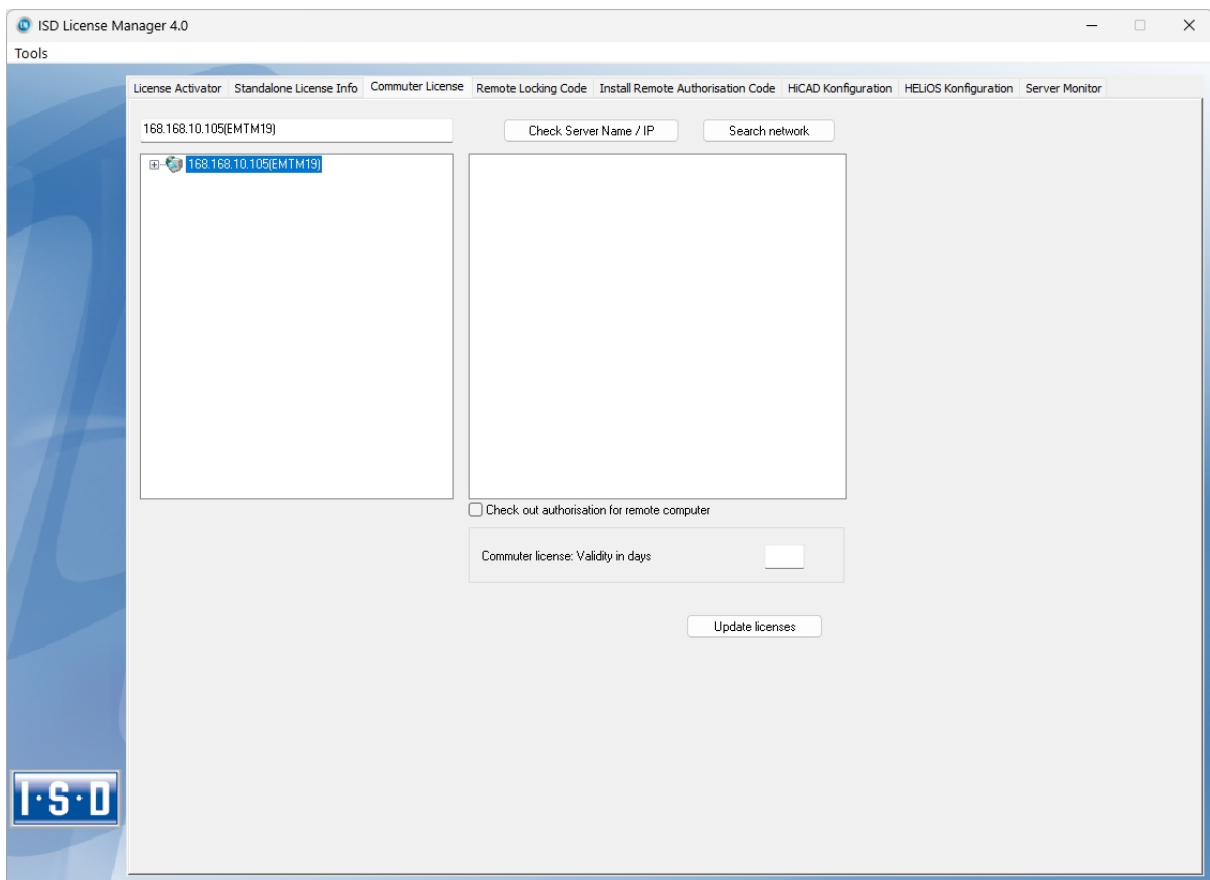 ISD License Manager 4.0
Tools
License Activator Standalone License Info Commuter License Remote Locking Code Install Remote Authorisation Code HiCAD Konfiguration HELiOS Konfiguration Server Monitor
168.168.10.105(EMTM19) Check Server Name / IP Search network
168.168.10.105(EMTM19)
Check out authorisation for remote computer
Commuter license: Validity in days
Update licenses
I·S·D